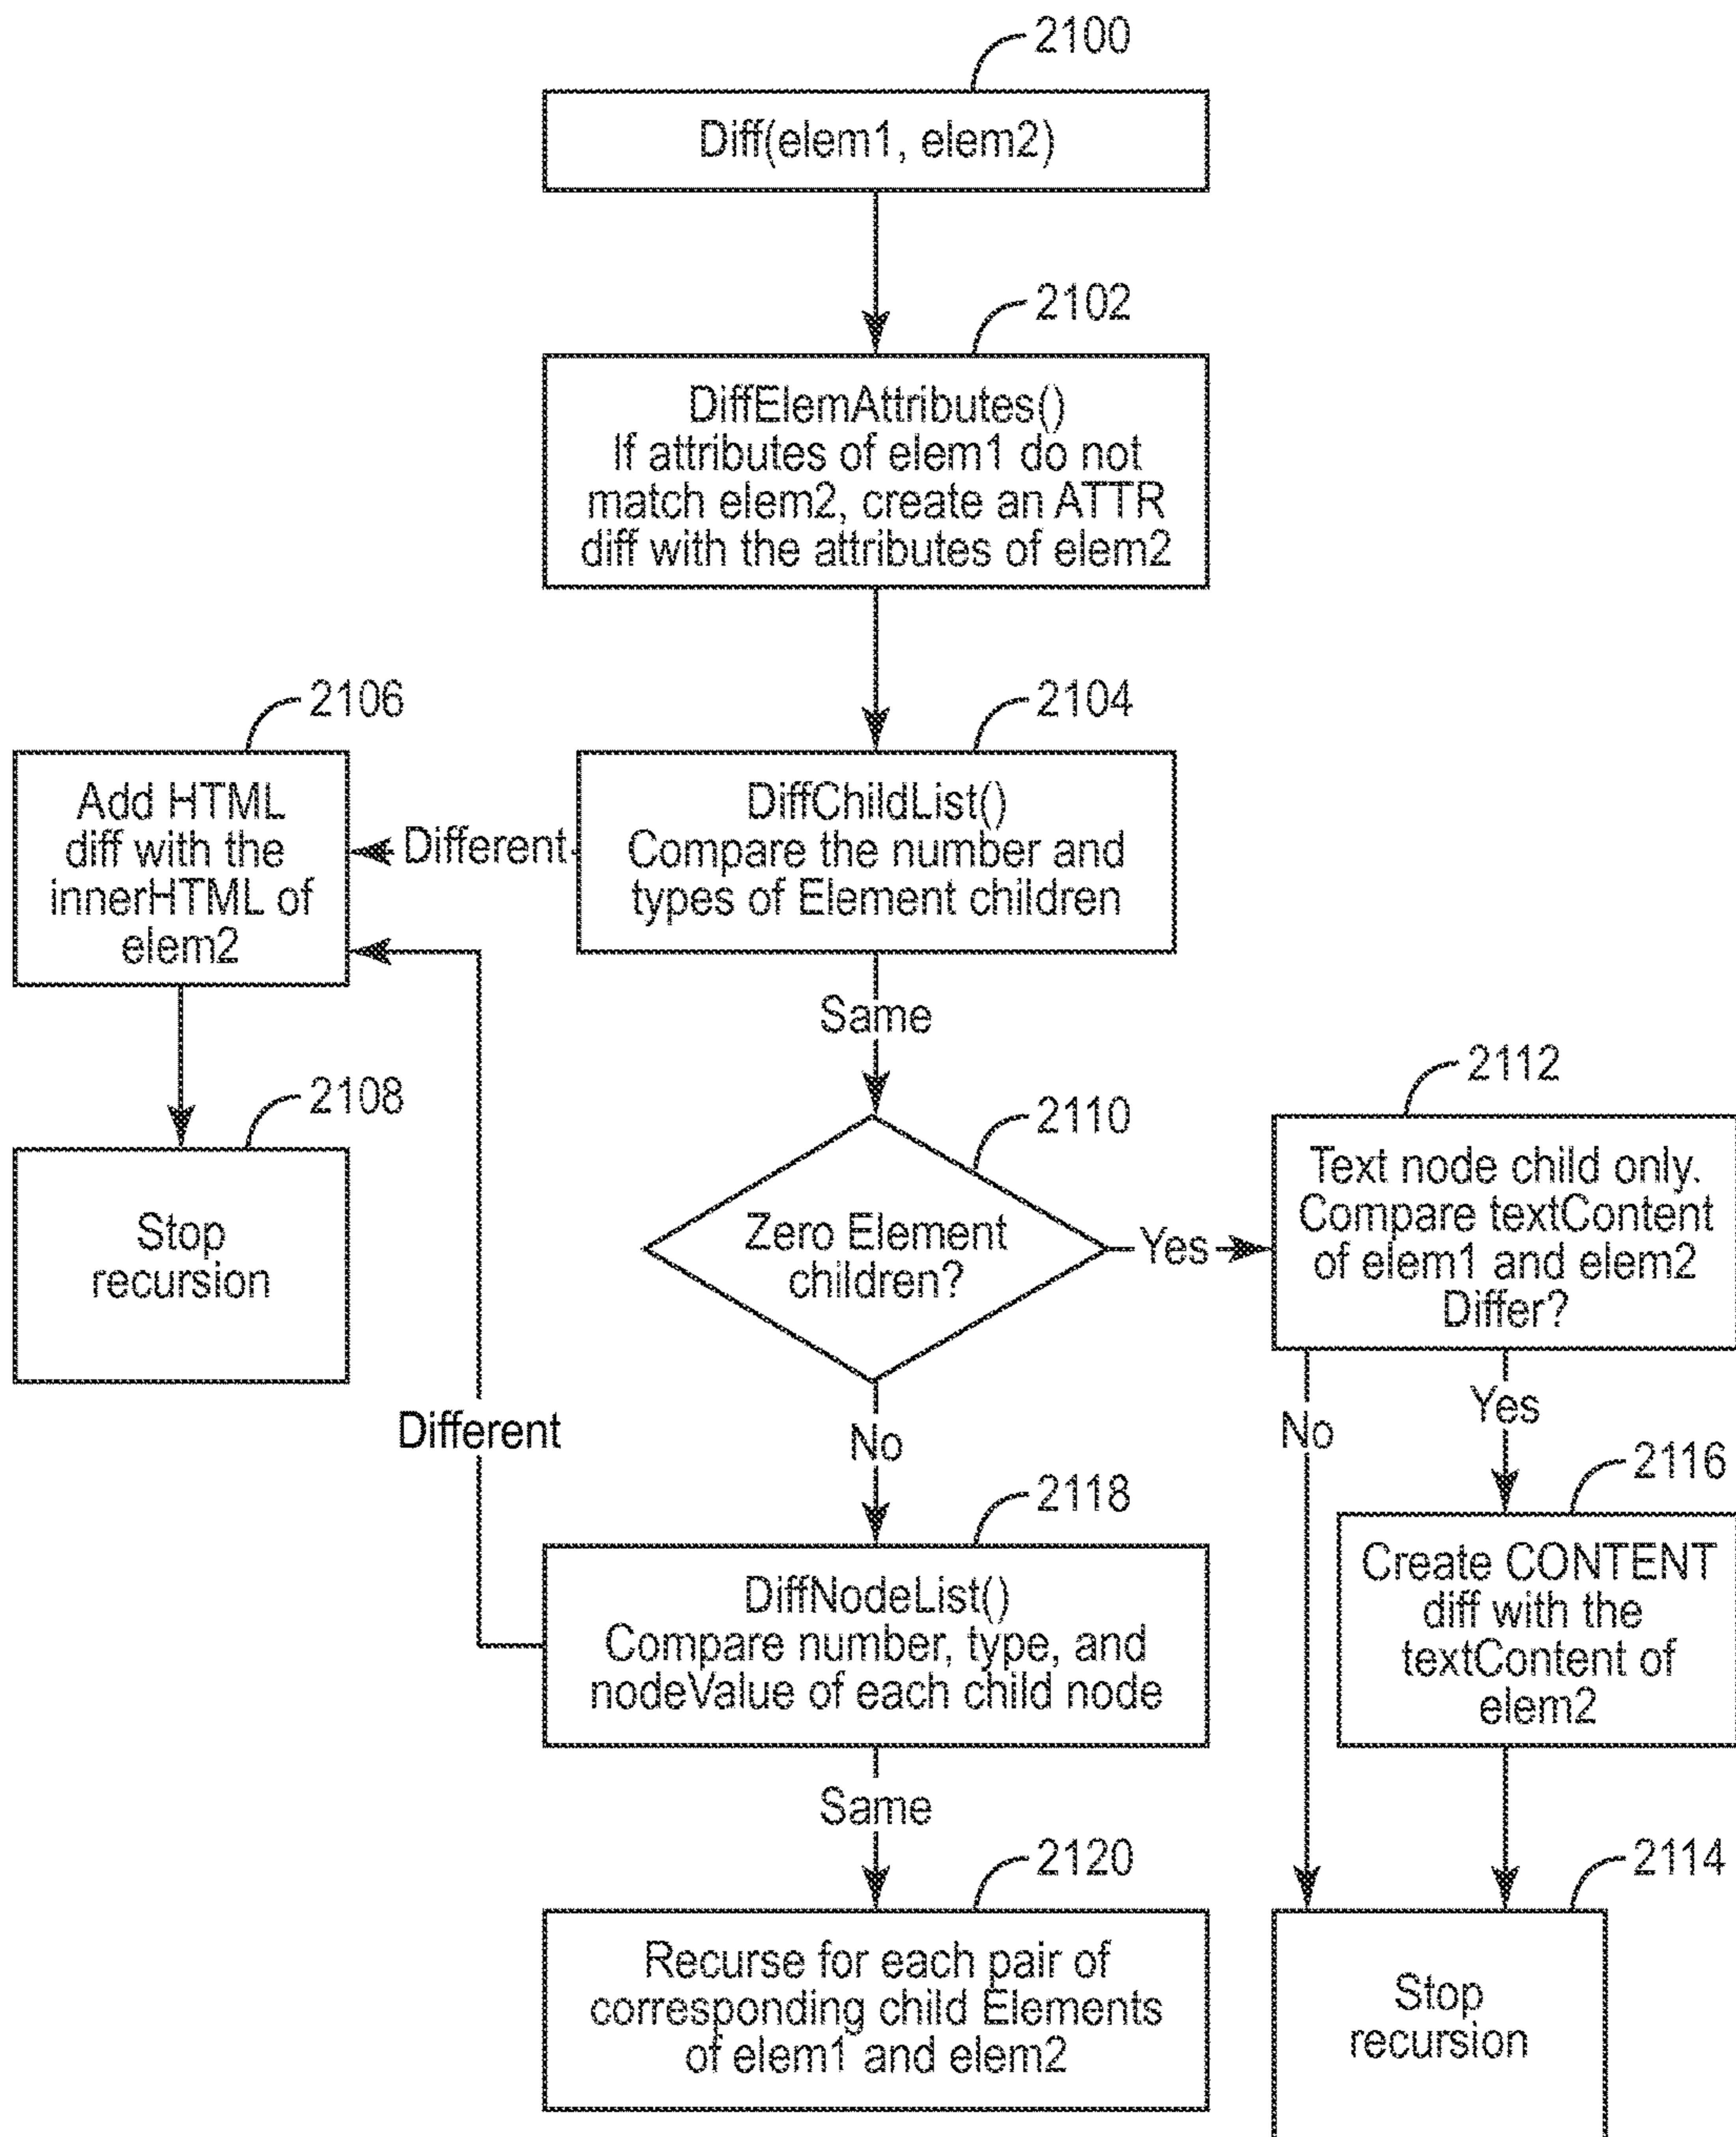 2100
Diff(elem1, elem2)
2102
DiffElemAttributes()
If attributes of elem1 do not
match elem2, create an ATTR
diff with the attributes of elem2
2106
2104
Add HTML
diff with the
innerHTML of
elem2
Different
DiffChildList()
Compare the number and
types of Element children
Same
2108
Stop
recursion
2110
Zero Element
children?
Yes
2112
Text node child only.
Compare textContent
of elem1 and elem2
Differ?
Different
No
No
Yes
2118
2116
DiffNodeList()
Compare number, type, and
nodeValue of each child node
Create CONTENT
diff with the
textContent of
elem2
Same
2120
2114
Recurse for each pair of
corresponding child Elements
of elem1 and elem2
Stop
recursion